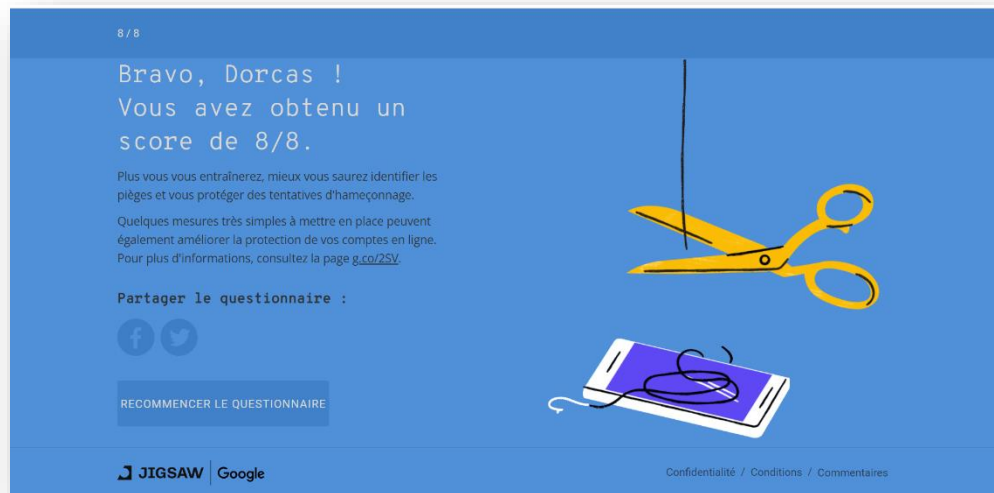 8/8
Bravo, Dorcas !
Vous avez obtenu un
score de 8/8.
Plus vous vous entraînerez, mieux vous saurez identifier les
pièges et vous protéger des tentatives d'hameçonnage.
Quelques mesures très simples à mettre en place peuvent
également améliorer la protection de vos comptes en ligne.
Pour plus d'informations, consultez la page g.co/2SV.
Partager le questionnaire :
RECOMMENCER LE QUESTIONNAIRE
JIGSAW | Google
Confidentialité / Conditions / Commentaires